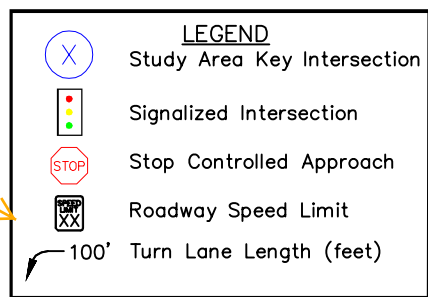 LEGEND
X Study Area Key Intersection
Signalized Intersection
STOP Stop Controlled Approach
SPEED
LIMIT
XX Roadway Speed Limit
100' Turn Lane Length (feet)